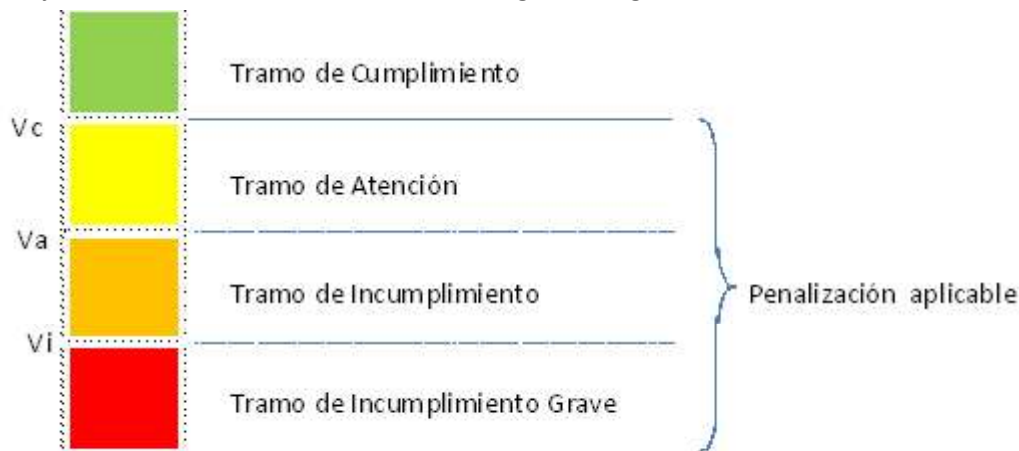 Tramo de Cumplimiento
Vc
Tramo de Atención
Va
Tramo de Incumplimiento
Penalización aplicable
Vi
Tramo de Incumplimiento Grave